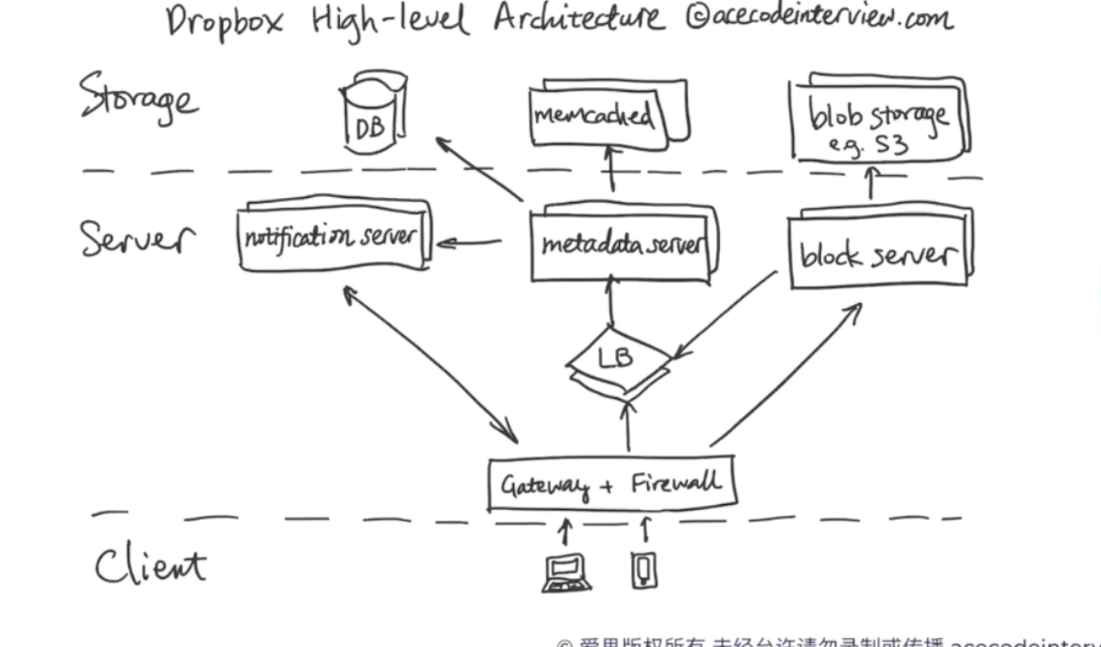 Dropbox High-level Architecture ©acecodeinterview.com
Storage
DB
memcached
blob storage
e.g. S3
Server
notification server
metadata server
block server
LB
Gateway + Firewall
Client
© 爱思版权所有 未经允许请勿录制或传播 acecodeinterv